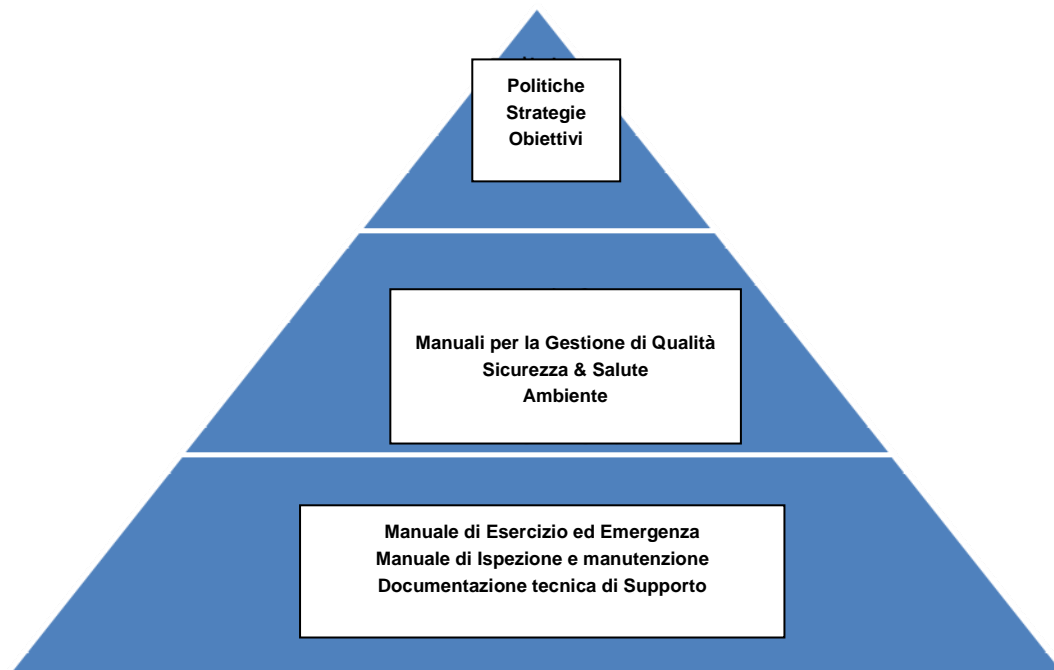 Politiche
Strategie
Obiettivi
Manuali per la Gestione di Qualità
Sicurezza & Salute
Ambiente
Manuale di Esercizio ed Emergenza
Manuale di Ispezione e manutenzione
Documentazione tecnica di Supporto